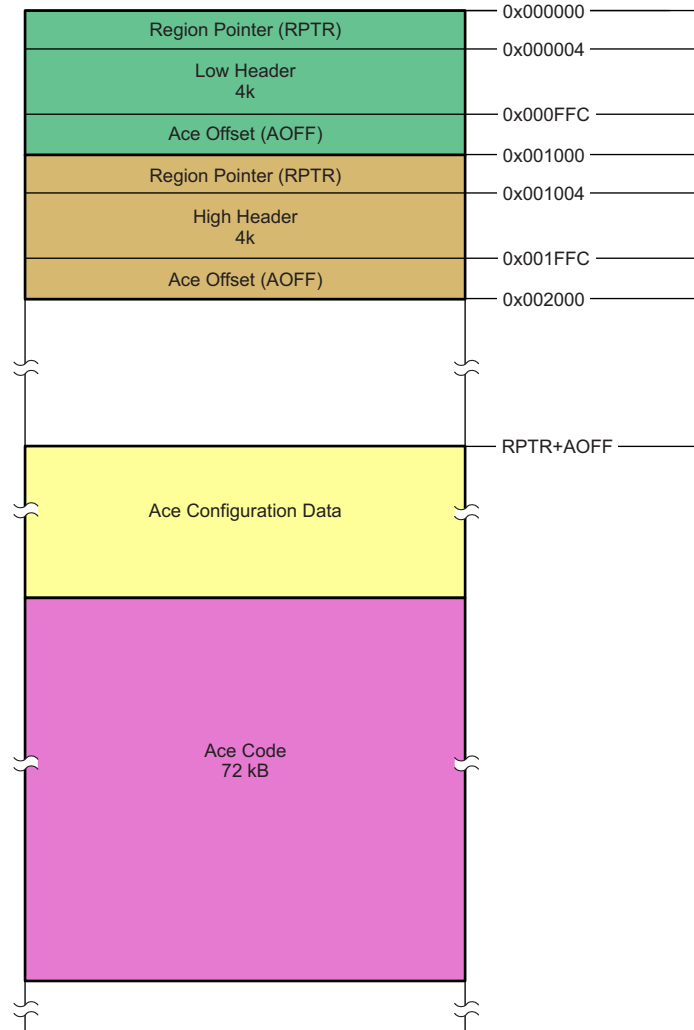 0x000000
Region Pointer (RPTR)
0x000004
Low Header
4k
0x000FFC
Ace Offset (AOFF)
0x001000
Region Pointer (RPTR)
0x001004
High Header
4k
0x001FFC
Ace Offset (AOFF)
0x002000
RPTR+AOFF
Ace Configuration Data
Ace Code
72 kB